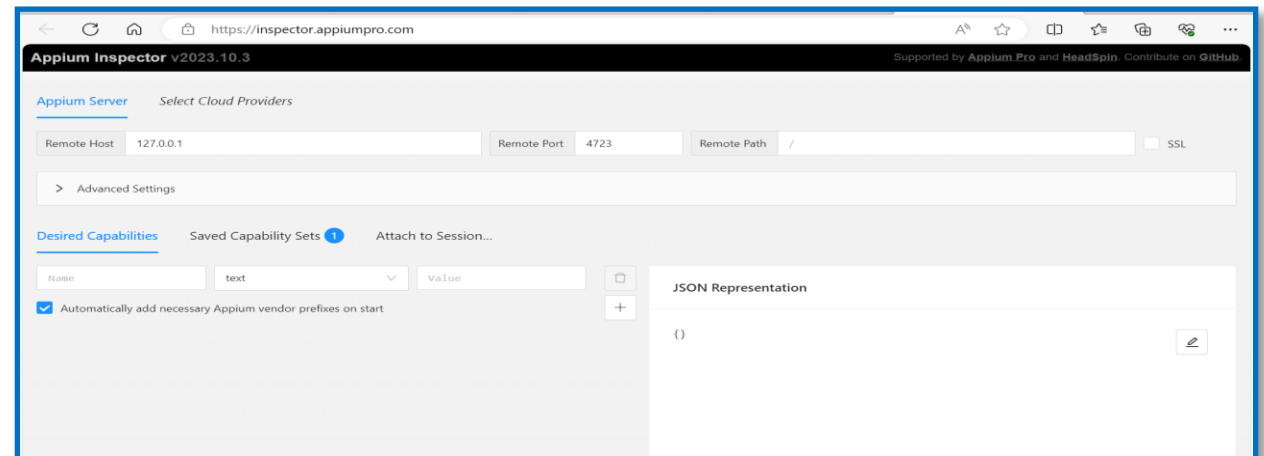 https://inspector.appiumpro.com
Appium Inspector v2023.10.3 Supported by Appium Pro and HeadSpin. Contribute on GitHub.
Appium Server Select Cloud Providers
Remote Host 127.0.0.1 Remote Port 4723 Remote Path / SSL
> Advanced Settings
Desired Capabilities Saved Capability Sets 1 Attach to Session...
Name text Value
JSON Representation
Automatically add necessary Appium vendor prefixes on start
{}